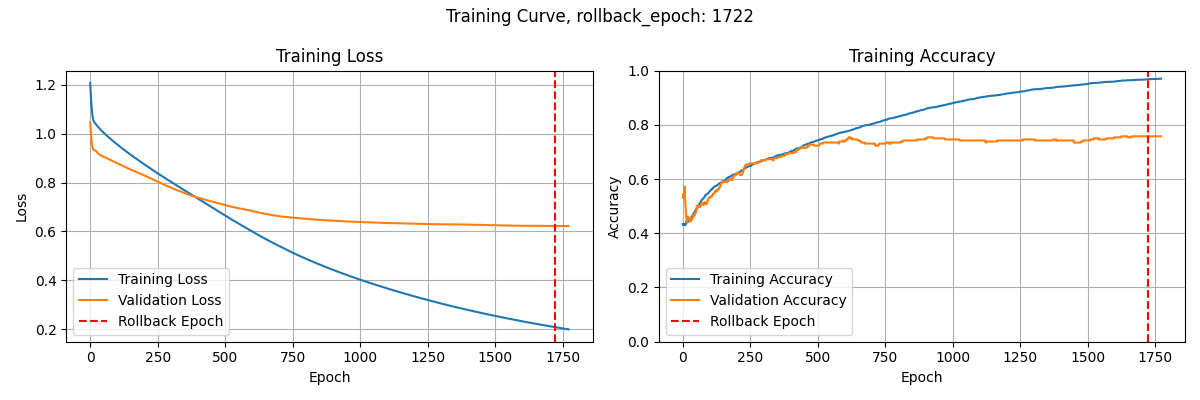 Training Curve, rollback_epoch: 1722
Training Loss
1.2
1.0
0.8
0.6
0.4
0.2
Loss
Training Loss
Validation Loss
Rollback Epoch
0 250 500 750 1000 1250 1500 1750
Epoch
Training Accuracy
1.0
0.8
0.6
0.4
0.2
0.0
Accuracy
Training Accuracy
Validation Accuracy
Rollback Epoch
0 250 500 750 1000 1250 1500 1750
Epoch